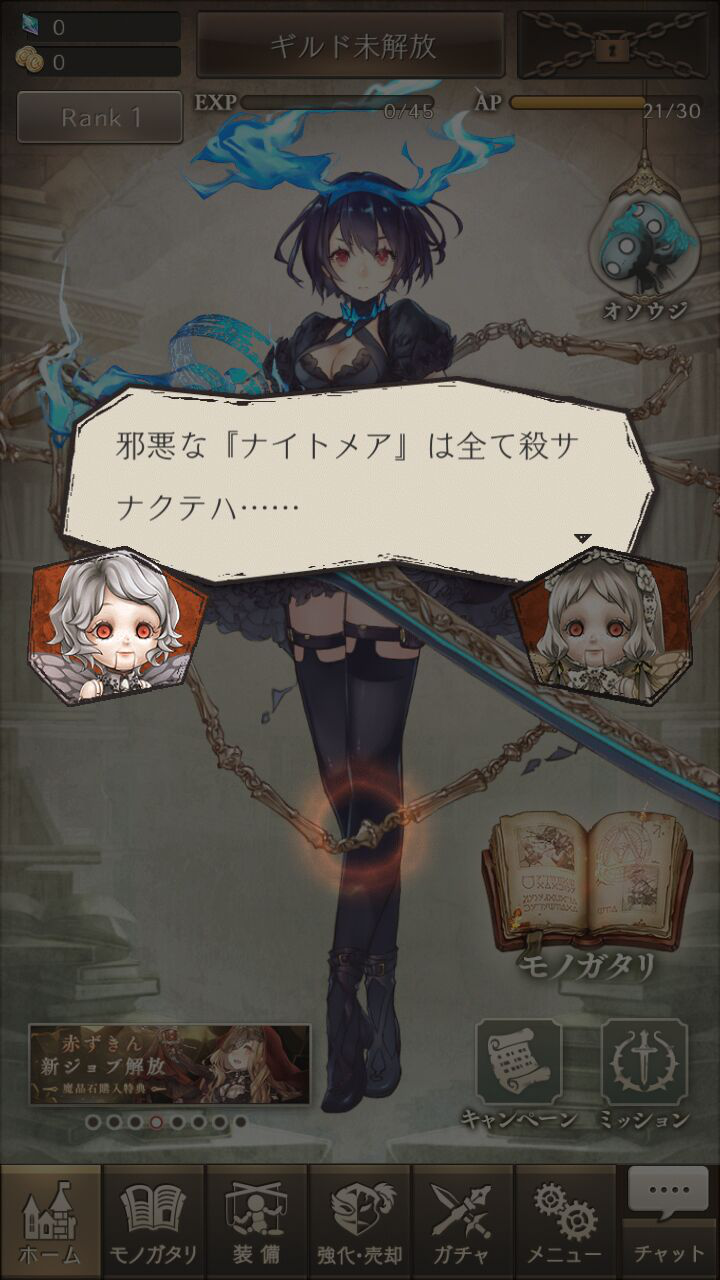 0
ギルド未解放
0
Rank 1
EXP
0/45
AP
21/30
オソウジ
邪悪な『ナイトメア』は全て殺サ
ナクテハ……
モノガタリ
赤ずきん
新ジョブ解放
魔晶石購入特典
キャンペーン
ミッション
ホーム
モノガタリ
装備
強化・売却
ガチャ
メニュー
チャット